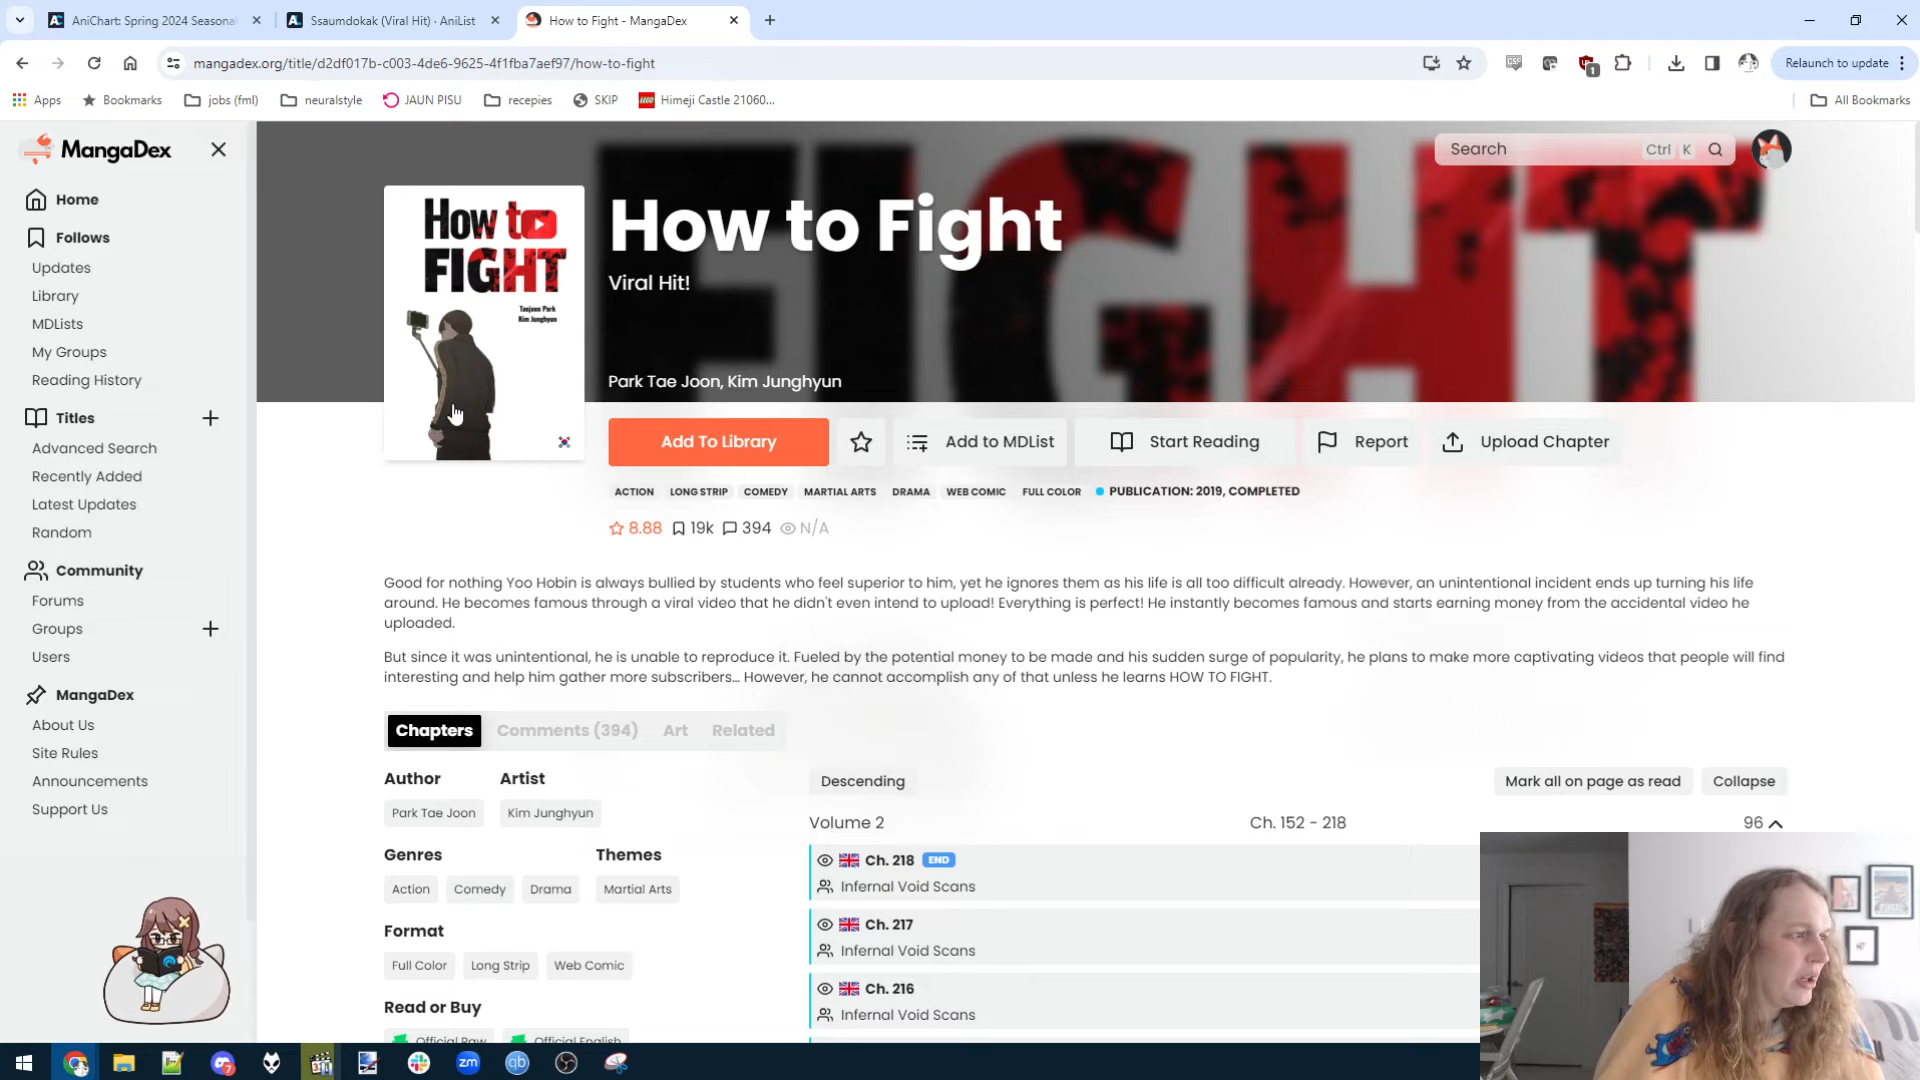 AniChart: Spring 2024 Seasonal
Ssaumdokak (Viral Hit) · AniList
How to Fight - MangaDex
mangadex.org/title/d2df017b-c003-4de6-9625-4f1fba7aef97/how-to-fight
1
Relaunch to update
Apps
Bookmarks
jobs (fml)
neuralstyle
JAUN PISU
recepies
SKIP
Himeji Castle 21060...
All Bookmarks
MangaDex
Home
Follows
Updates
Library
MDLists
My Groups
Reading History
Titles
Advanced Search
Recently Added
Latest Updates
Random
Community
Forums
Groups
Users
MangaDex
About Us
Site Rules
Announcements
Support Us
FIGHT
Search Ctrl K
How to
FIGHT
Taejoon Park
Kim Junghyun
How to Fight
Viral Hit!
Park Tae Joon, Kim Junghyun
Add To Library
Add to MDList
Start Reading
Report
Upload Chapter
ACTION LONG STRIP COMEDY MARTIAL ARTS DRAMA WEB COMIC FULL COLOR PUBLICATION: 2019, COMPLETED
8.88 19k 394 N/A
Good for nothing Yoo Hobin is always bullied by students who feel superior to him, yet he ignores them as his life is all too difficult already. However, an unintentional incident ends up turning his life
around. He becomes famous through a viral video that he didn't even intend to upload! Everything is perfect! He instantly becomes famous and starts earning money from the accidental video he
uploaded.
But since it was unintentional, he is unable to reproduce it. Fueled by the potential money to be made and his sudden surge of popularity, he plans to make more captivating videos that people will find
interesting and help him gather more subscribers... However, he cannot accomplish any of that unless he learns HOW TO FIGHT.
Chapters Comments (394) Art Related
Author Artist
Park Tae Joon Kim Junghyun
Genres Themes
Action Comedy Drama Martial Arts
Format
Full Color Long Strip Web Comic
Read or Buy
Official Raw Official English
Descending
Mark all on page as read
Collapse
Volume 2 Ch. 152 - 218 96
Ch. 218 END
Infernal Void Scans
Ch. 217
Infernal Void Scans
Ch. 216
Infernal Void Scans
7
zm
qb